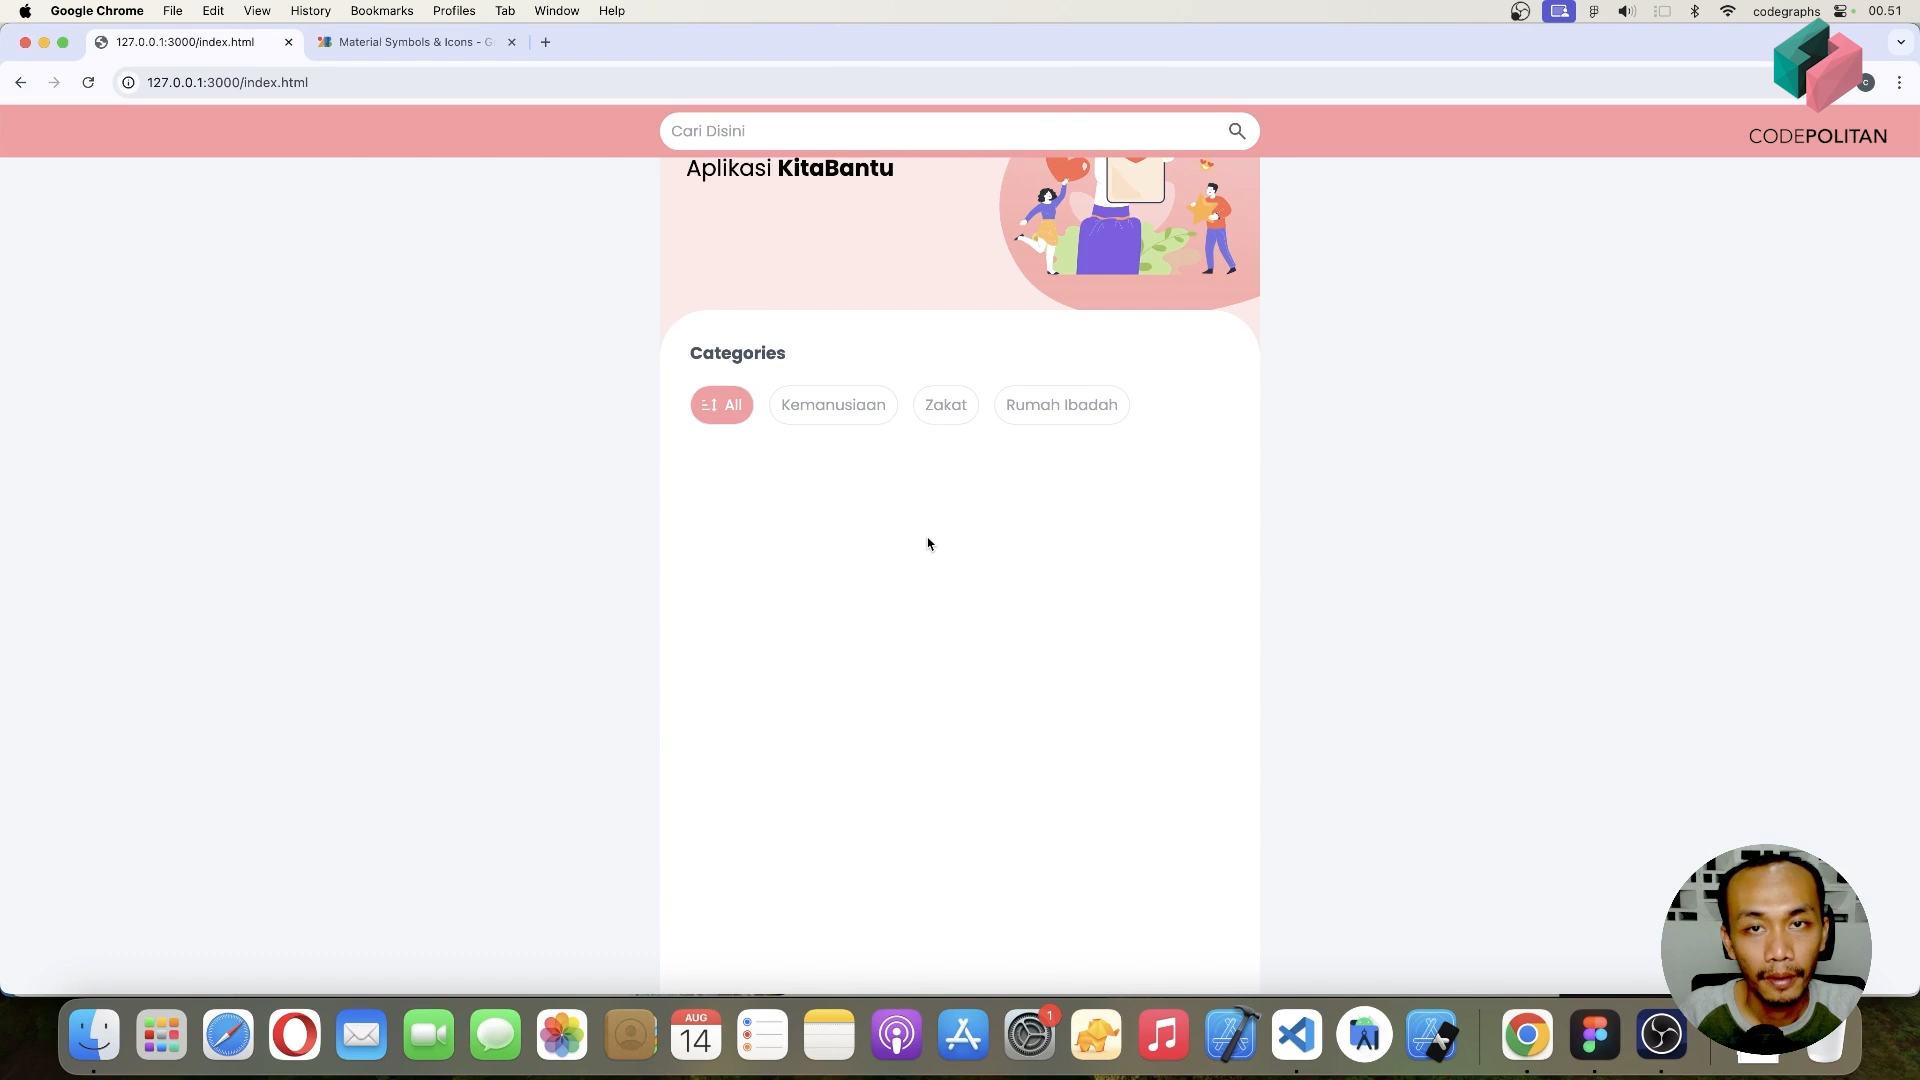 Google Chrome File Edit View History Bookmarks Profiles Tab Window Help codegraphs 00.51
127.0.0.1:3000/index.html Material Symbols & Icons - G
127.0.0.1:3000/index.html
Cari Disini
CODEPOLITAN
Aplikasi KitaBantu
Categories
All Kemanusiaan Zakat Rumah Ibadah
AUG
14
1